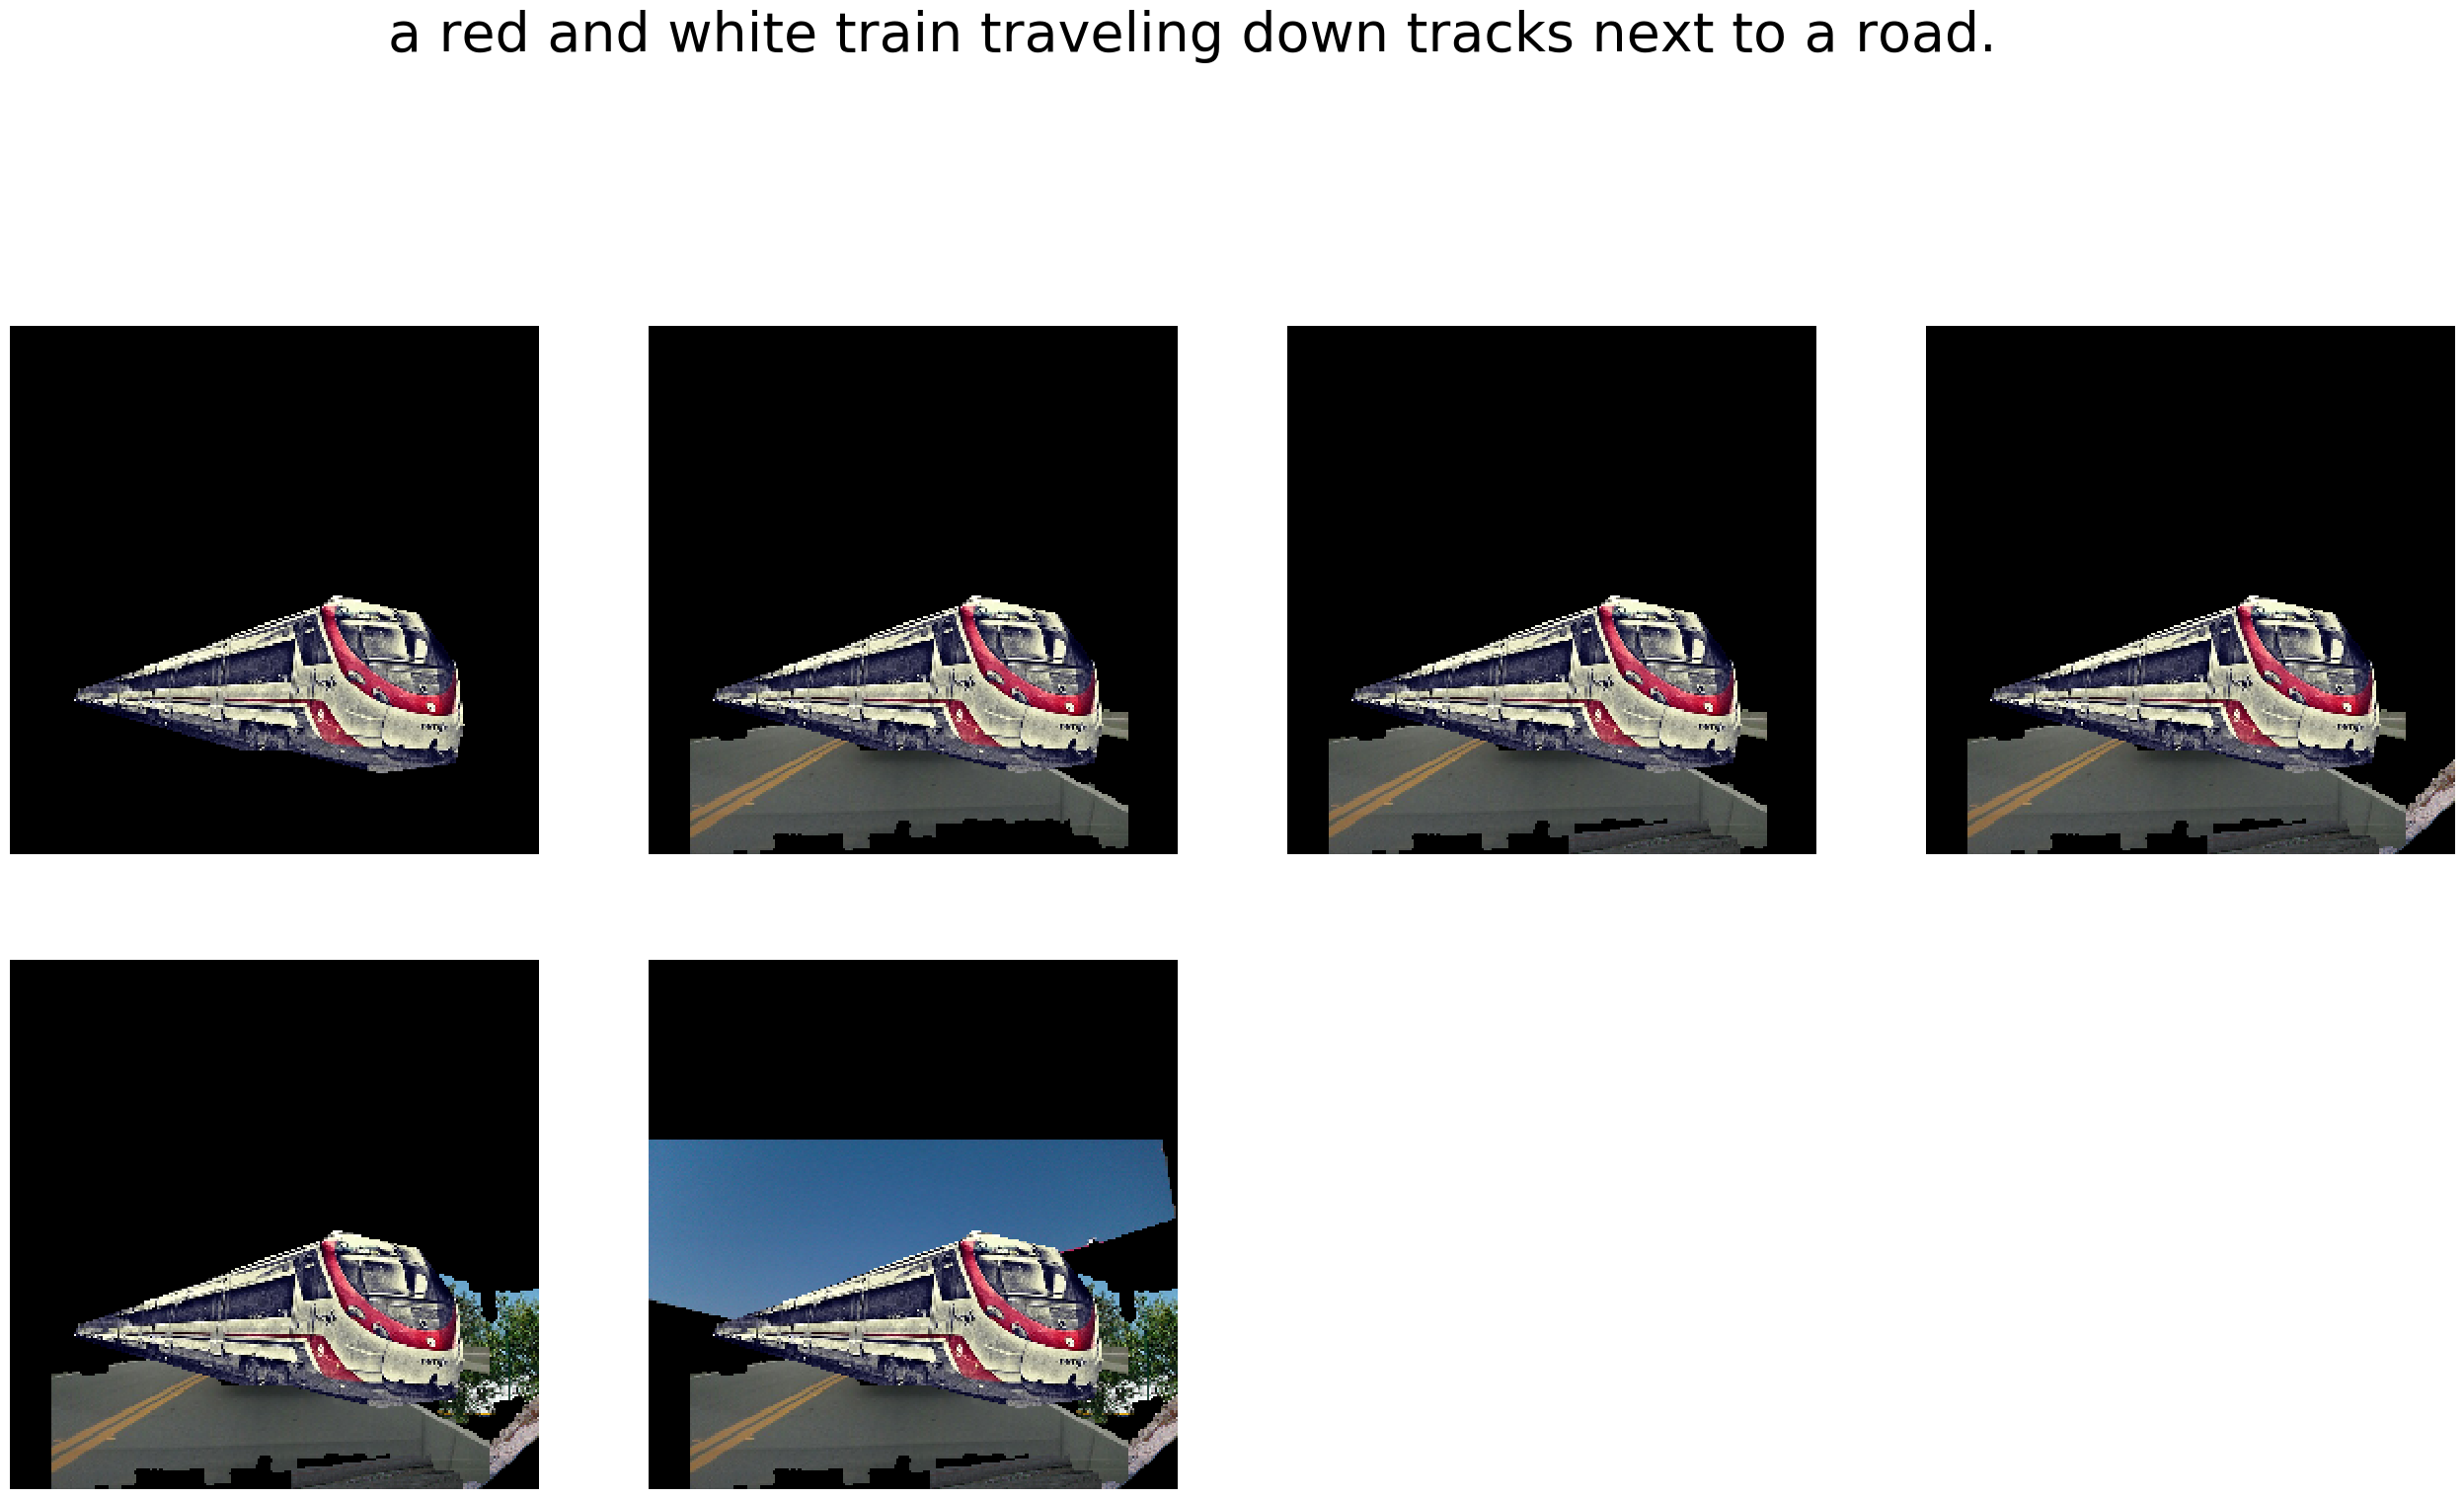 a red and white train traveling down tracks next to a road.